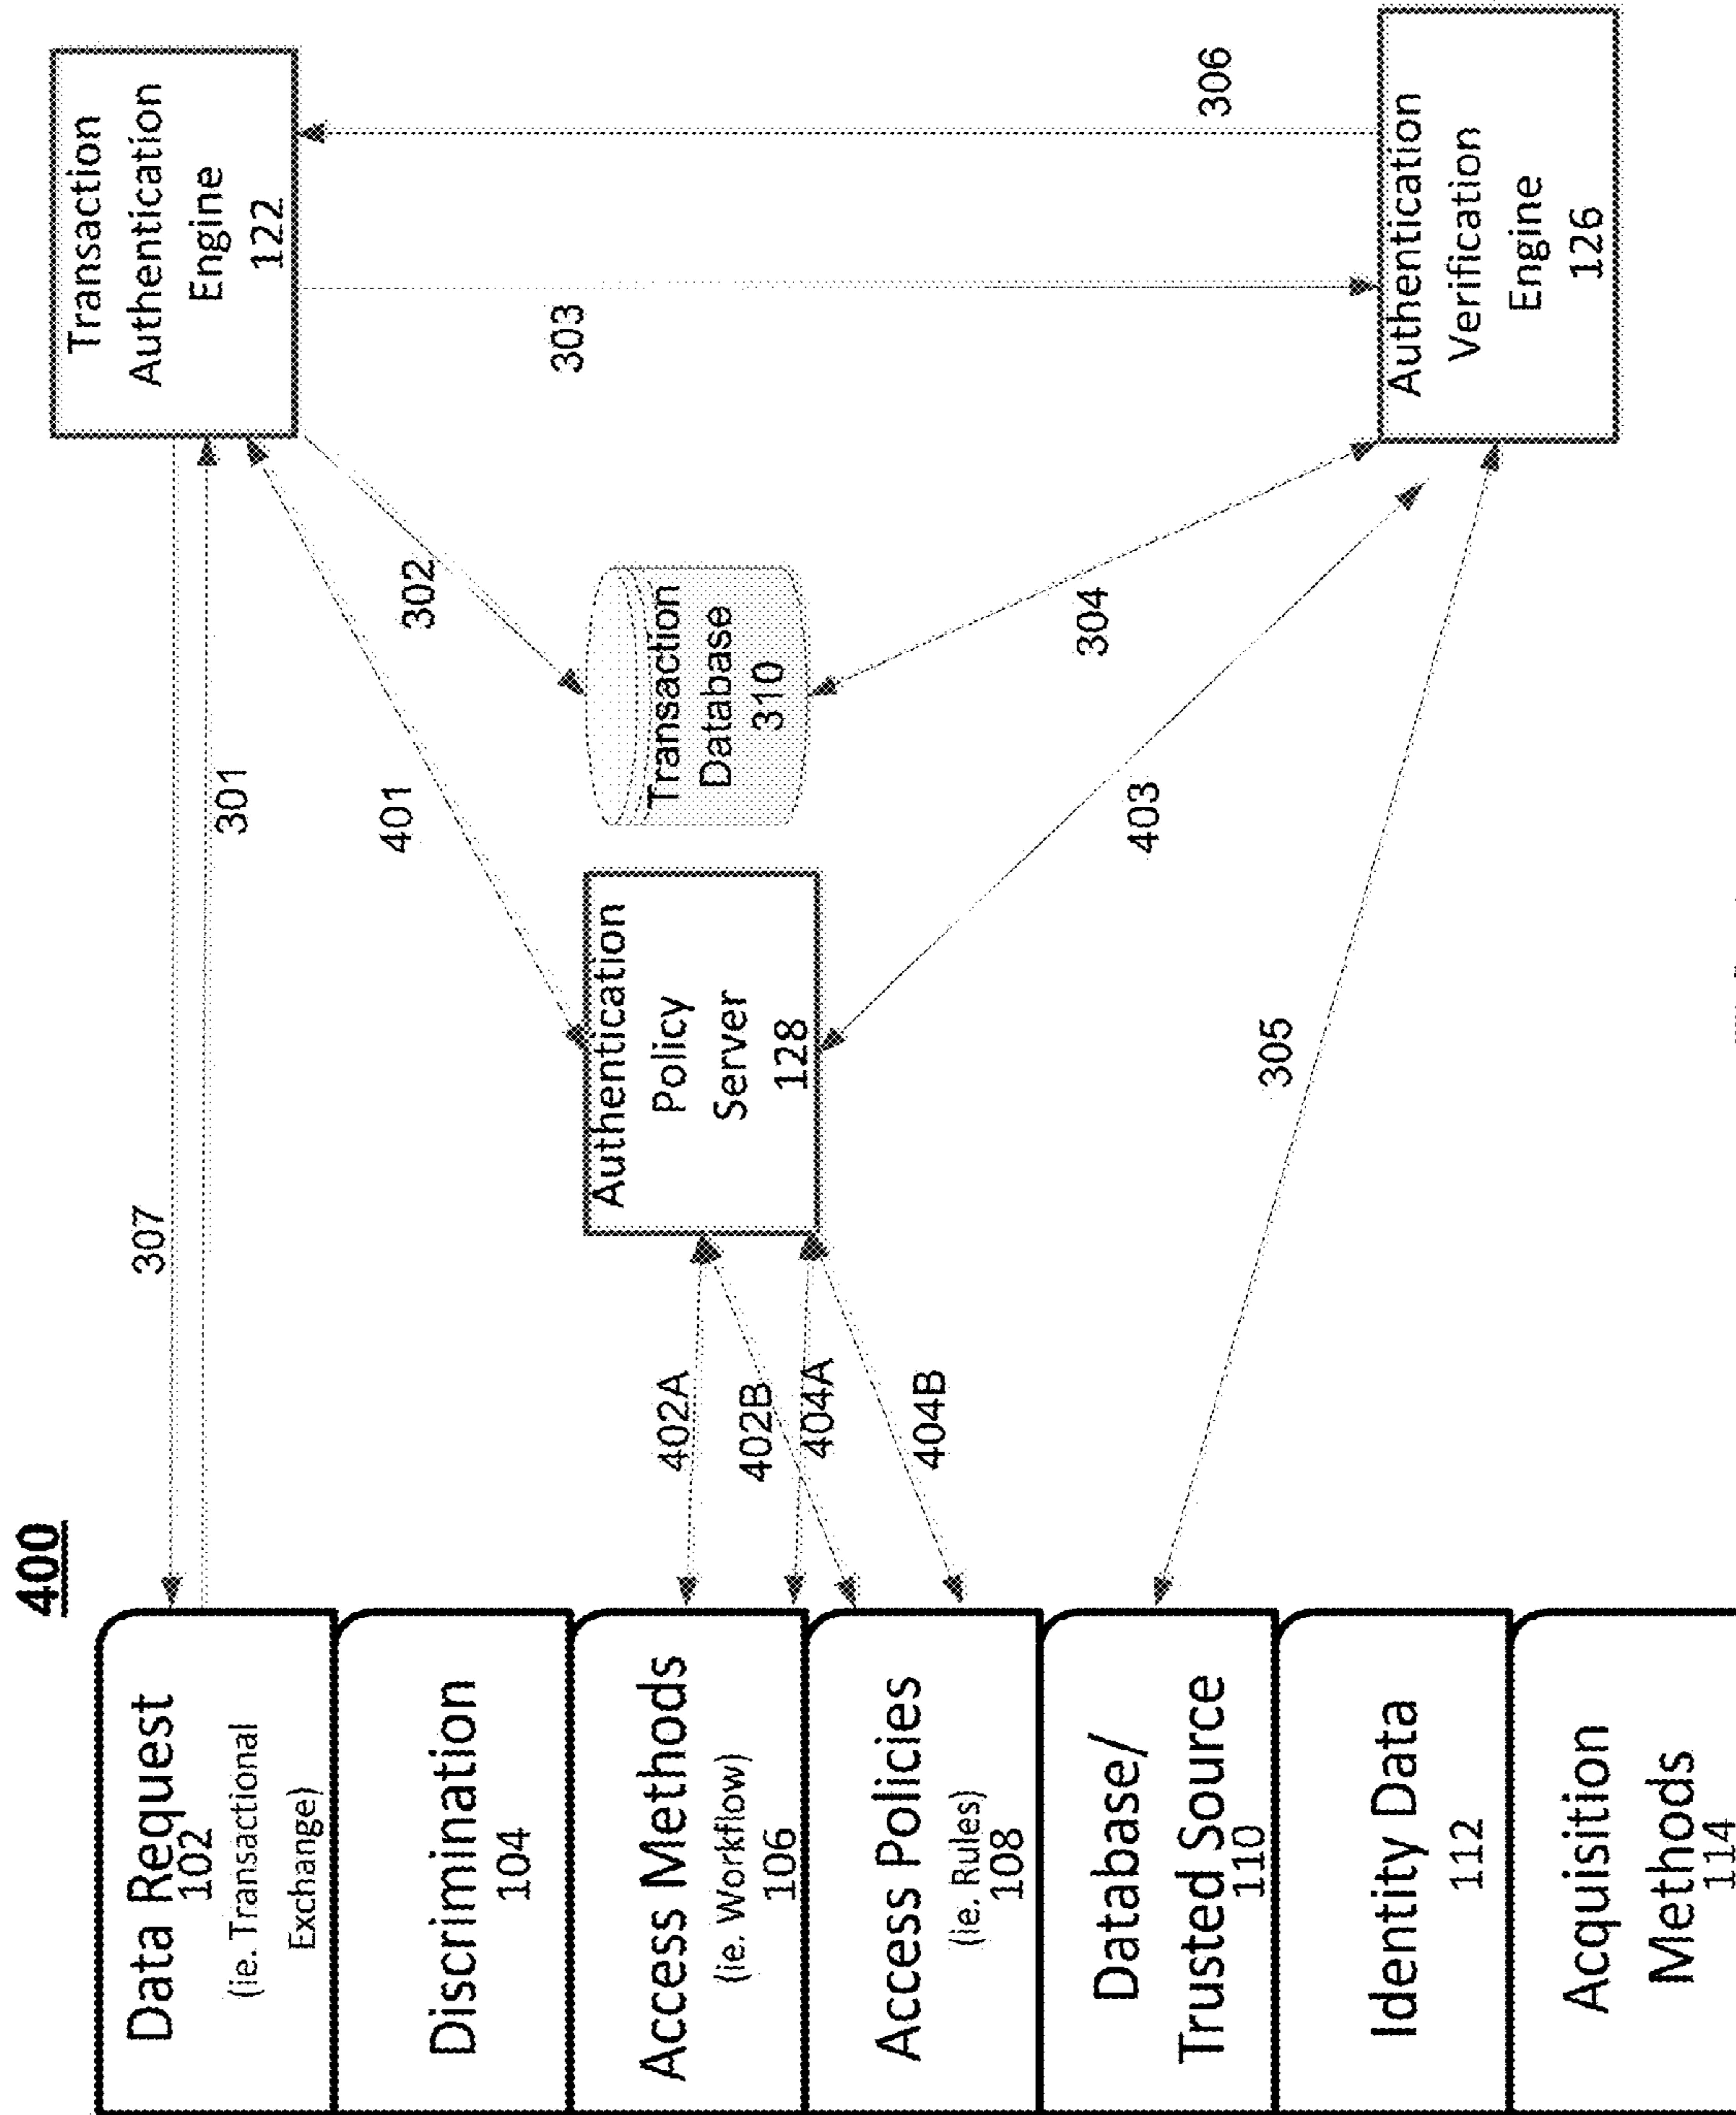 400
Data Request
102
(ie. Transactional
Exchange)
Discrimination
104
Access Methods
(ie. Workflow)
106
Access Policies
(ie. Rules)
108
Database/
Trusted Source
110
Identity Data
112
Acquisition
Methods
114
307
301
401
302
303
306
402A
402B
404A
404B
403
304
305
Authentication
Policy
Server
128
Transaction
Database
310
Transaction
Authentication
Engine
122
Authentication
Verification
Engine
126